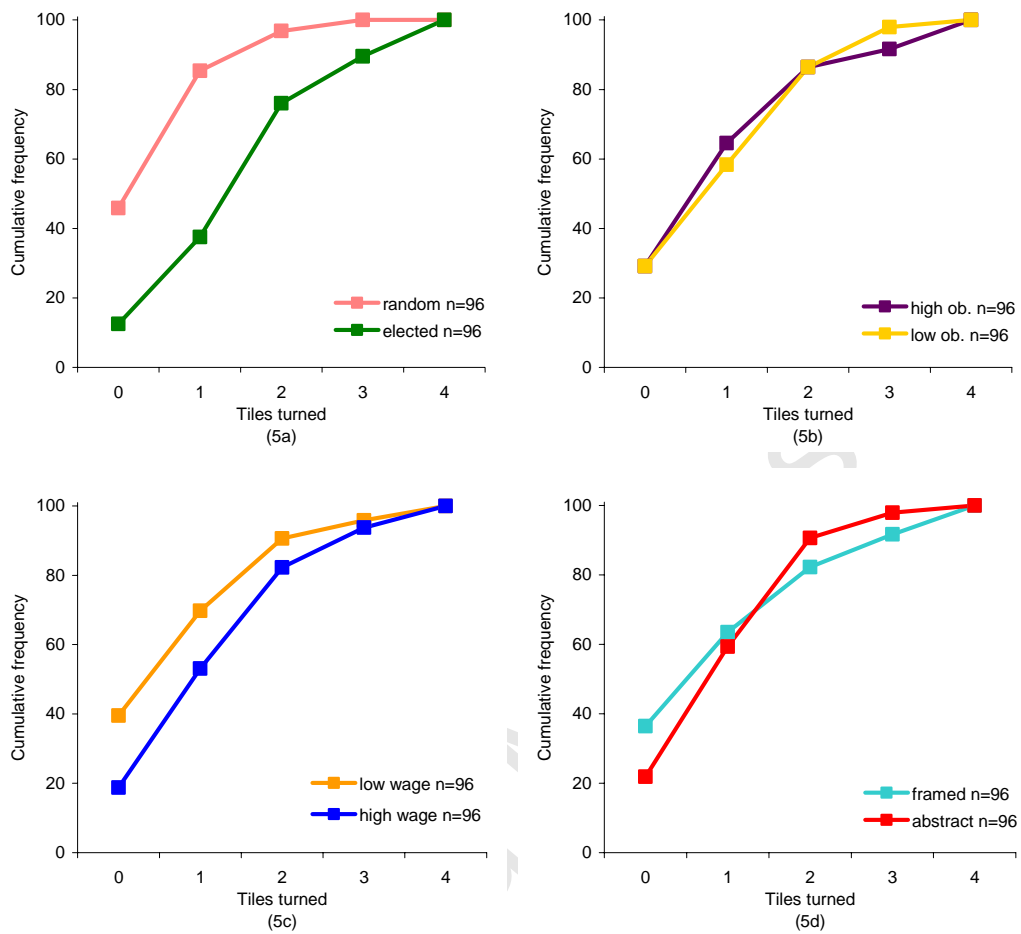 100
80
60
40
20
0
Cumulative frequency
random n=96
elected n=96
0 1 2 3 4
Tiles turned
(5a)
100
80
60
40
20
0
Cumulative frequency
high ob. n=96
low ob. n=96
0 1 2 3 4
Tiles turned
(5b)
100
80
60
40
20
0
Cumulative frequency
low wage n=96
high wage n=96
0 1 2 3 4
Tiles turned
(5c)
100
80
60
40
20
0
Cumulative frequency
framed n=96
abstract n=96
0 1 2 3 4
Tiles turned
(5d)